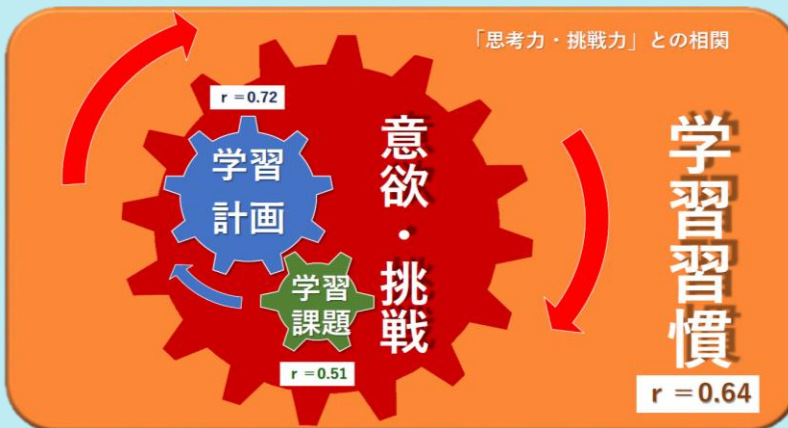 「思考力・挑戦力」との相関
r =0.72
学習
計画
学習
課題
r =0.51
意欲・挑戦
学習習慣
r =0.64